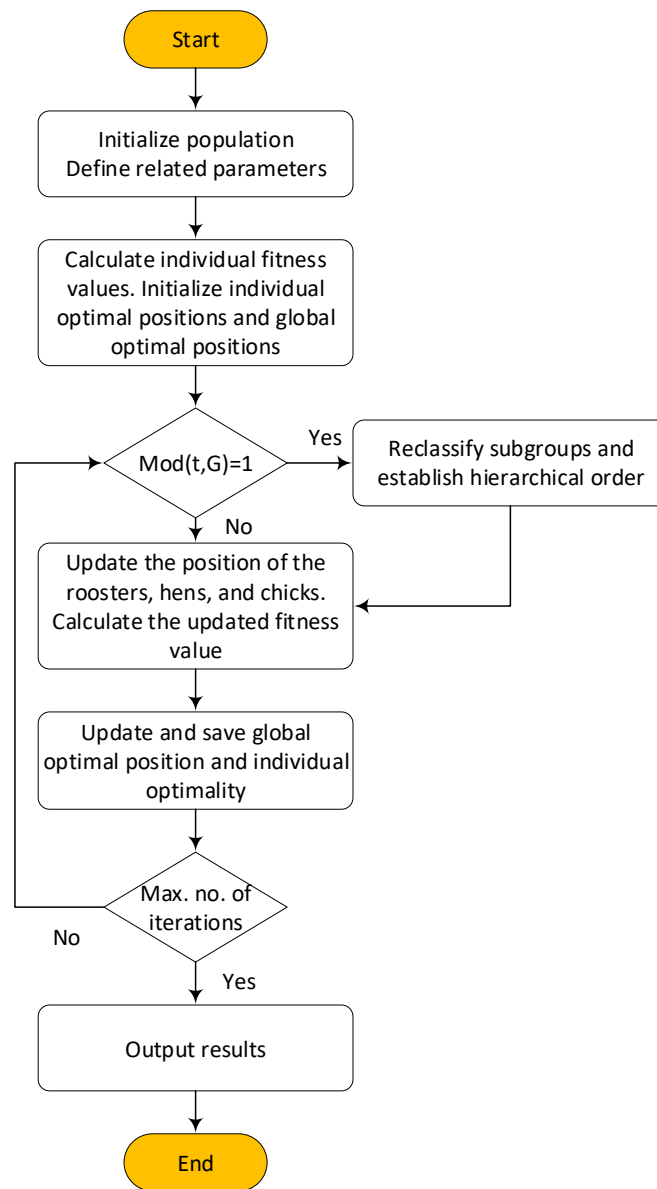 Start
Initialize population
Define related parameters
Calculate individual fitness
values. Initialize individual
optimal positions and global
optimal positions
Mod(t,G)=1
Yes
Reclassify subgroups and
establish hierarchical order
No
Update the position of the
roosters, hens, and chicks.
Calculate the updated fitness
value
Update and save global
optimal position and individual
optimality
Max. no. of
iterations
No
Yes
Output results
End